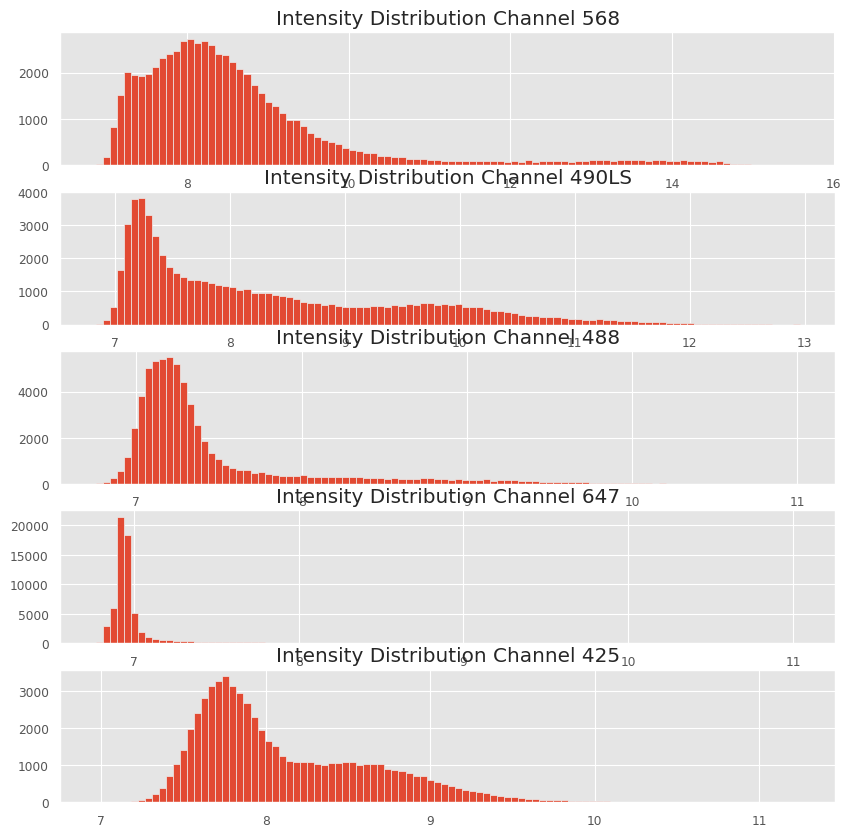 Intensity Distribution Channel 568
2000
1000
0
8 10 12 14 16
Intensity Distribution Channel 490LS
4000
3000
2000
1000
0
7 8 9 10 11 12 13
Intensity Distribution Channel 488
4000
2000
0
7 8 9 10 11
Intensity Distribution Channel 647
20000
15000
10000
5000
0
7 8 9 10 11
Intensity Distribution Channel 425
3000
2000
1000
0
7 8 9 10 11